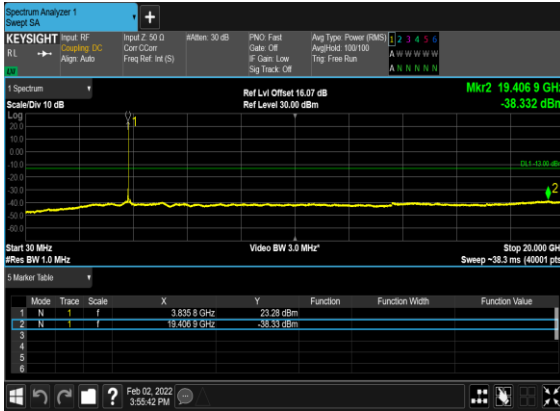 Spectrum Analyzer 1
Swept SA
+
KEYSIGHT
RL
Input: RF
Coupling: DC
Align: Auto
Input Z: 50 Ω
Corr CCorr
Freq Ref: Int (S)
#Atten: 30 dB
PNO: Fast
Gate: Off
IF Gain: Low
Sig Track: Off
Avg Type: Power (RMS)
Avg|Hold: 100/100
Trig: Free Run
1 2 3 4 5 6
A W W W W W
A N N N N N
1 Spectrum
Scale/Div 10 dB
Ref Lvl Offset 16.07 dB
Ref Level 30.00 dBm
Mkr2 19.406 9 GHz
-38.332 dBm
Log
20.0
10.0
0.00
-10.0
-20.0
-30.0
-40.0
-50.0
-60.0
1
DL1 -13.00 dBm
2
Start 30 MHz
#Res BW 1.0 MHz
Video BW 3.0 MHz*
Stop 20.000 GH
Sweep ~38.3 ms (40001 pts
5 Marker Table
Mode Trace Scale X Y Function Function Width Function Value
1 N 1 f 3.835 8 GHz 23.28 dBm
2 N 1 f 19.406 9 GHz -38.33 dBm
3
4
5
6
?
Feb 02, 2022
3:55:42 PM